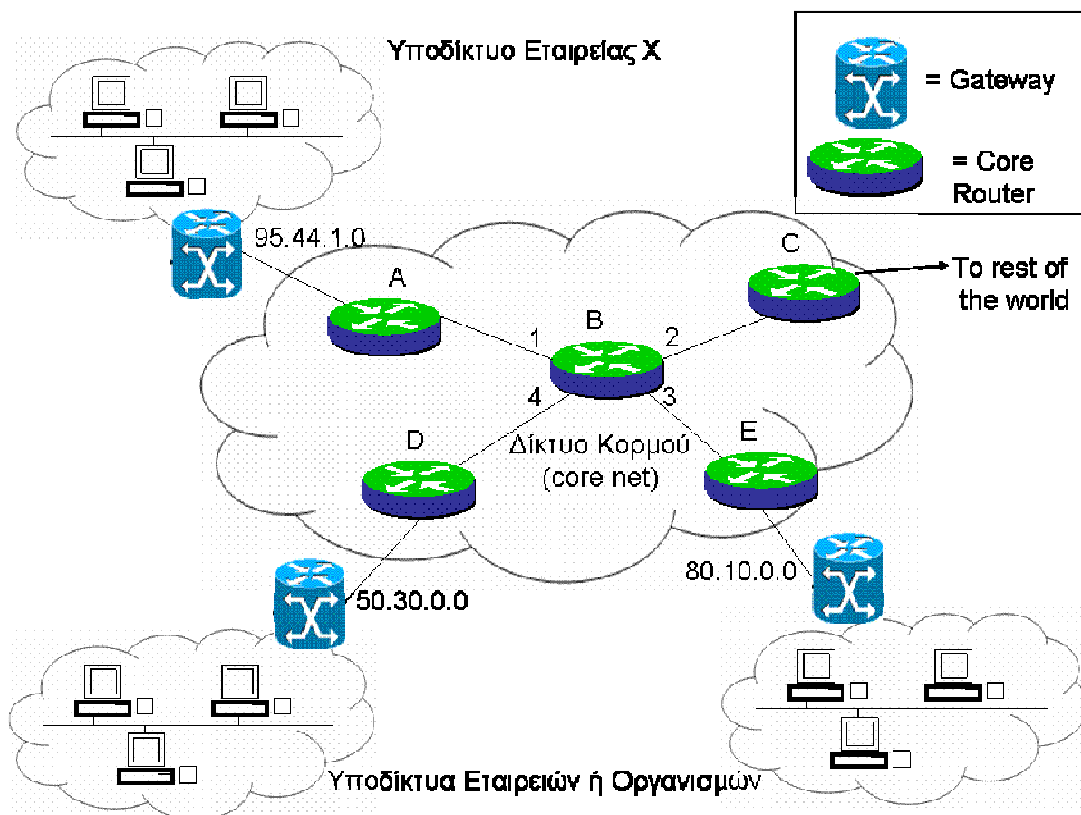 Υποδίκτυο Εταιρείας Χ
= Gateway
= Core
Router
95.44.1.0
A
C
To rest of
the world
B
1
2
4
3
D
E
Δίκτυο Κορμού
(core net)
50.30.0.0
80.10.0.0
Υποδίκτυα Εταιρειών ή Οργανισμών